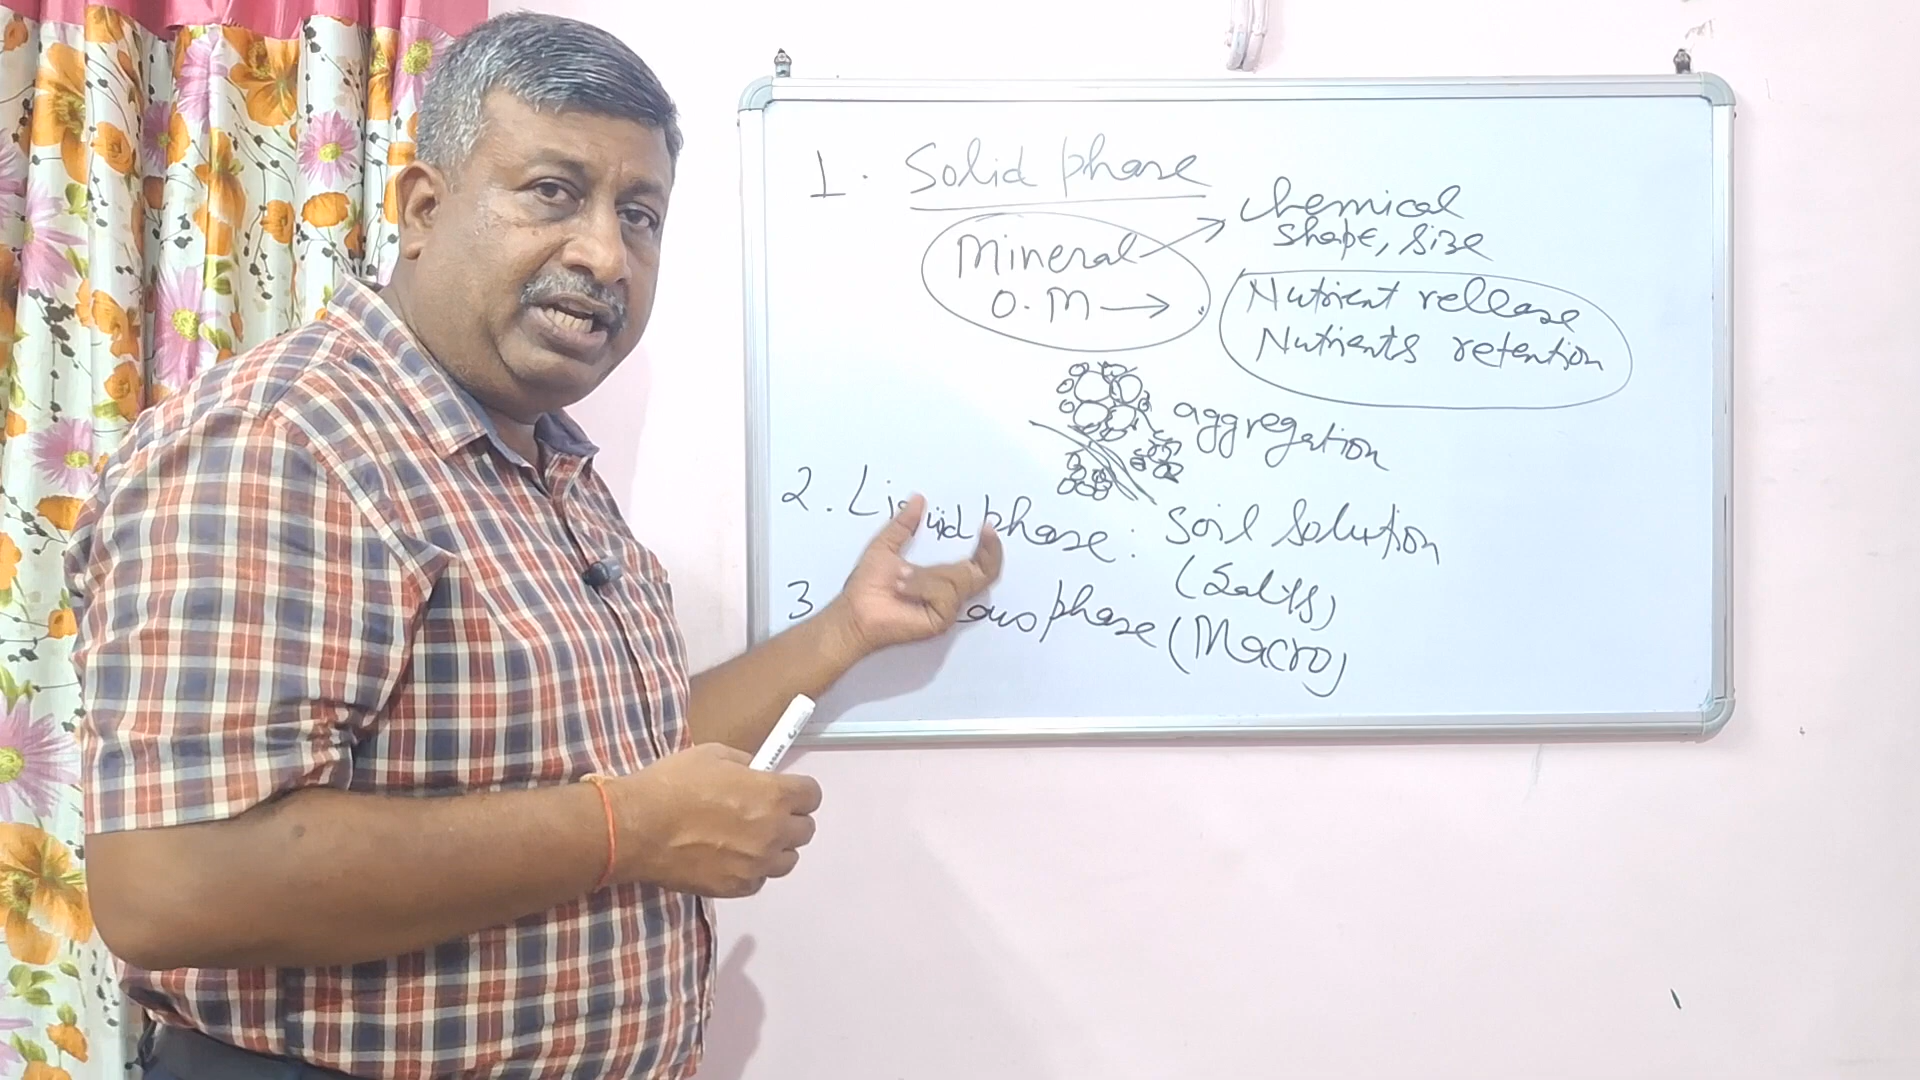 1. Solid phase
Mineral → chemical
shape, size
O.M →
Nutrient release
Nutrients retention
aggregation
2. Liquid phase: Soil Solution
(Salts)
3 ous phase (Macro)